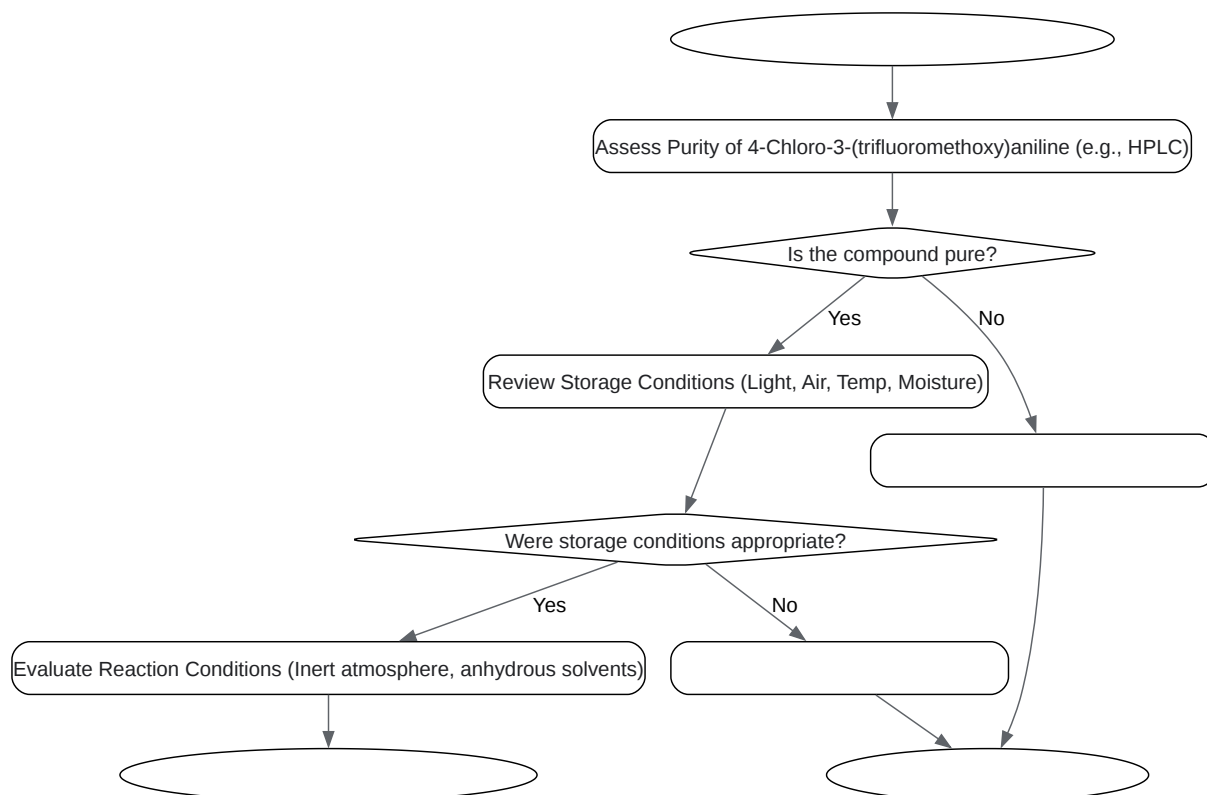 Assess Purity of 4-Chloro-3-(trifluoromethoxy)aniline (e.g., HPLC)
Is the compound pure?
Yes
No
Review Storage Conditions (Light, Air, Temp, Moisture)
Were storage conditions appropriate?
Yes
No
Evaluate Reaction Conditions (Inert atmosphere, anhydrous solvents)